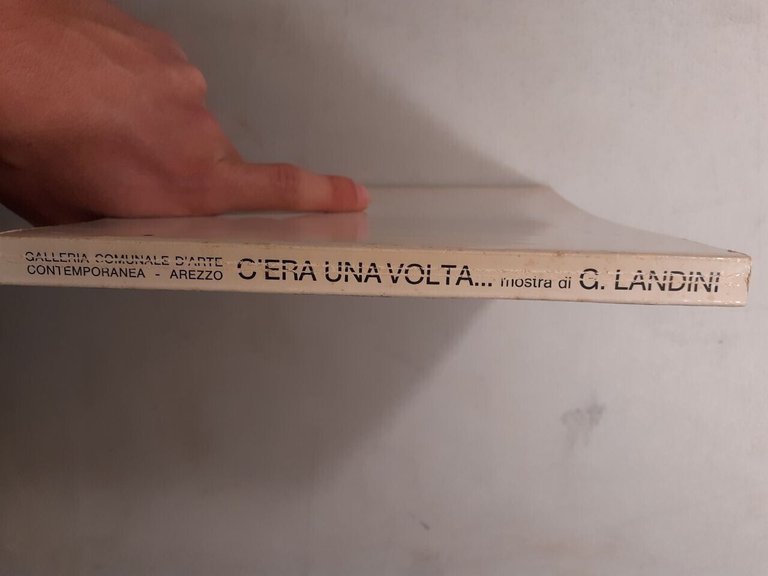 GALLERIA COMUNALE D'ARTE
CONTEMPORANEA - AREZZO
C'ERA UNA VOLTA... mostra di G. LANDINI